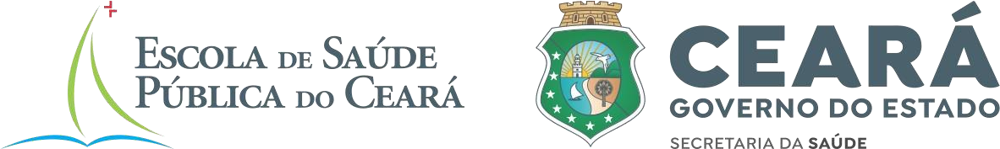 Escola de Saúde
Pública do Ceará
CEARÁ
GOVERNO DO ESTADO
SECRETARIA DA SAÚDE